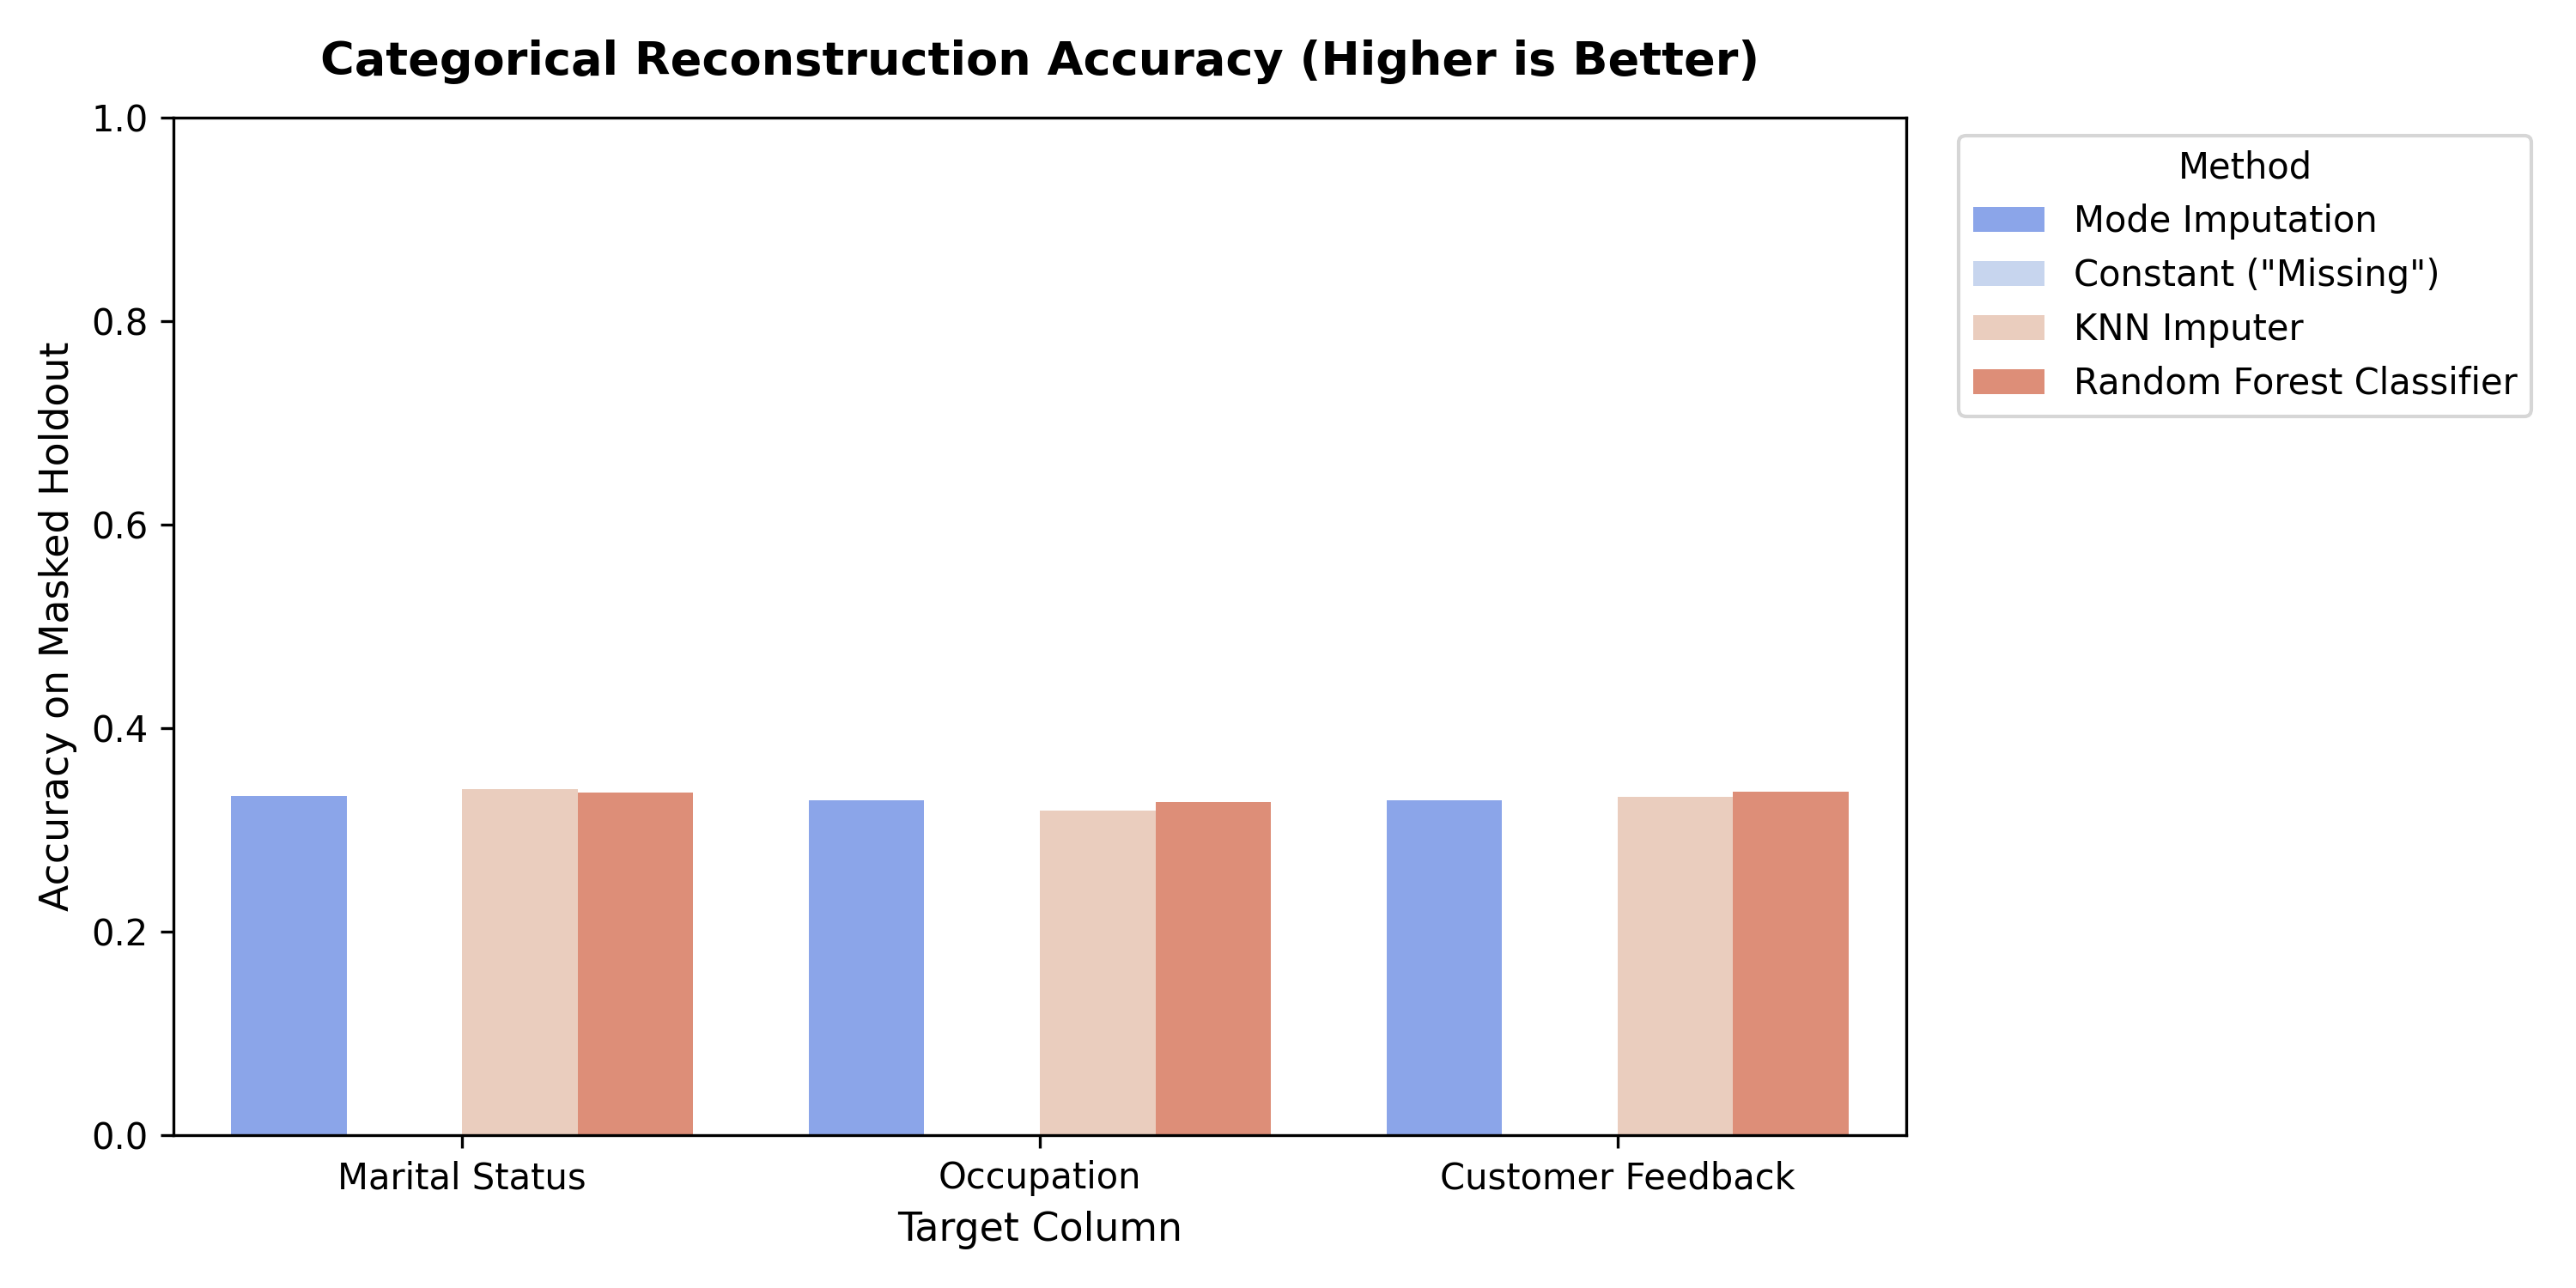 Categorical Reconstruction Accuracy (Higher is Better)
Accuracy on Masked Holdout
1.0
0.8
0.6
0.4
0.2
0.0
Marital Status
Occupation
Customer Feedback
Target Column
Method
Mode Imputation
Constant ("Missing")
KNN Imputer
Random Forest Classifier